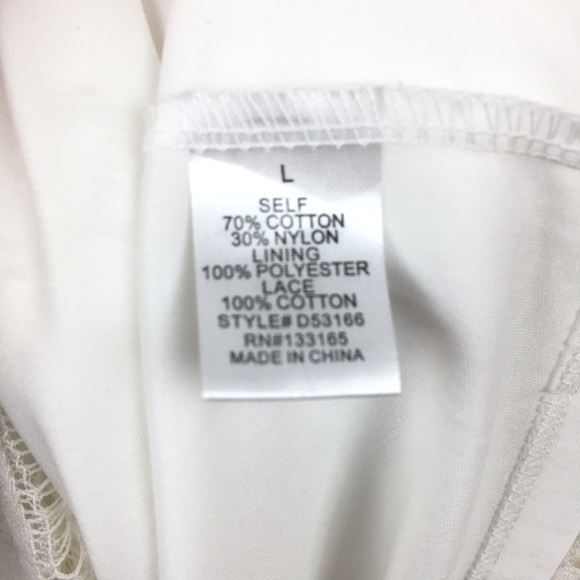 L
SELF
70% COTTON
30% NYLON
LINING
100% POLYESTER
LACE
100% COTTON
STYLE# D53166
RN#133165
MADE IN CHINA